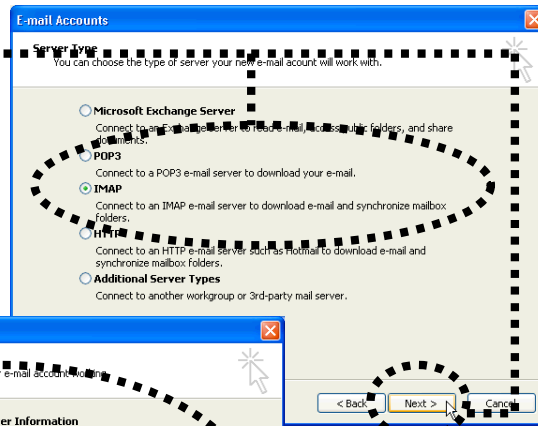 E-mail Accounts
Server Type
You can choose the type of server your new e-mail acount will work with.
Microsoft Exchange Server
Connect to an Exchange server to read e-mail, access public folders, and share
documents.
POP3
Connect to a POP3 e-mail server to download your e-mail.
IMAP
Connect to an IMAP e-mail server to download e-mail and synchronize mailbox
folders.
HTTP
Connect to an HTTP e-mail server such as Hotmail to download e-mail and
synchronize mailbox folders.
Additional Server Types
Connect to another workgroup or 3rd-party mail server.
< Back
Next >
Cancel
e-mail account working.
er Information